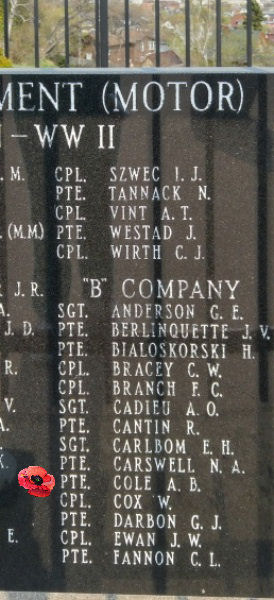 MENT (MOTOR)
– WW II
. M. CPL. SZWEC I. J.
PTE. TANNACK N.
CPL. VINT A. T.
(M.M.) PTE. WESTAD J.
CPL. WIRTH C. J.
J. R. "B" COMPANY
A. SGT. ANDERSON G. E.
J. D. PTE. BERLINQUETTE J. V.
PTE. BIALOSKORSKI H.
R. CPL. BRACEY C. W.
CPL. BRANCH F. C.
V. SGT. CADIEU A. O.
A. PTE. CANTIN R.
SGT. CARLBOM E. H.
K. PTE. CARSWELL N. A.
PTE. COLE A. B.
CPL. COX W.
PTE. DARBON G. J.
E. CPL. EWAN J. W.
PTE. FANNON C. L.